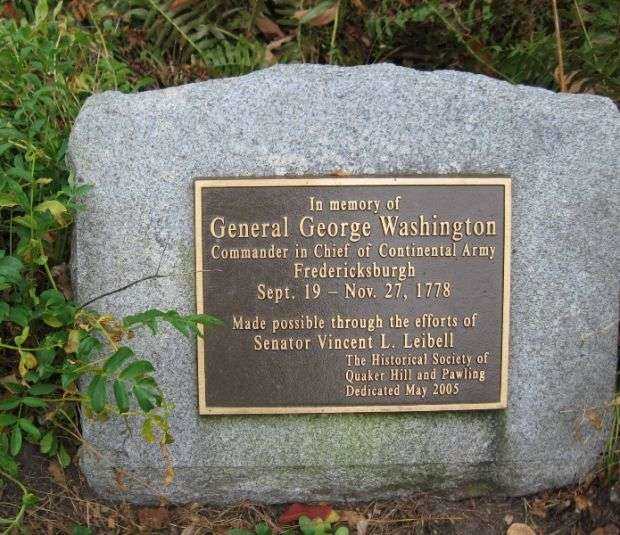 In memory of
General George Washington
Commander in Chief of Continental Army
Fredericksburgh
Sept. 19 – Nov. 27, 1778
Made possible through the efforts of
Senator Vincent L. Leibell
The Historical Society of
Quaker Hill and Pawling
Dedicated May 2005